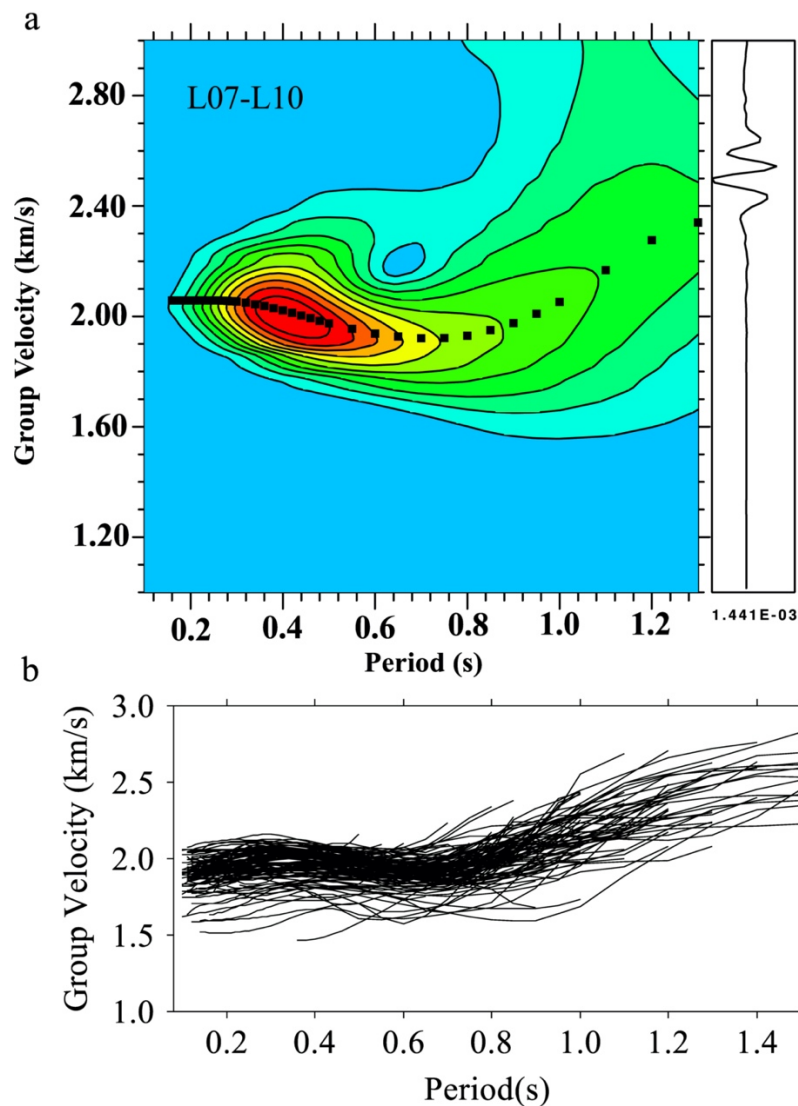 a
L07-L10
Group Velocity (km/s)
2.80
2.40
2.00
1.60
1.20
0.2 0.4 0.6 0.8 1.0 1.2
Period (s)
1.441E-03
b
Group Velocity (km/s)
3.0
2.5
2.0
1.5
1.0
0.2 0.4 0.6 0.8 1.0 1.2 1.4
Period(s)